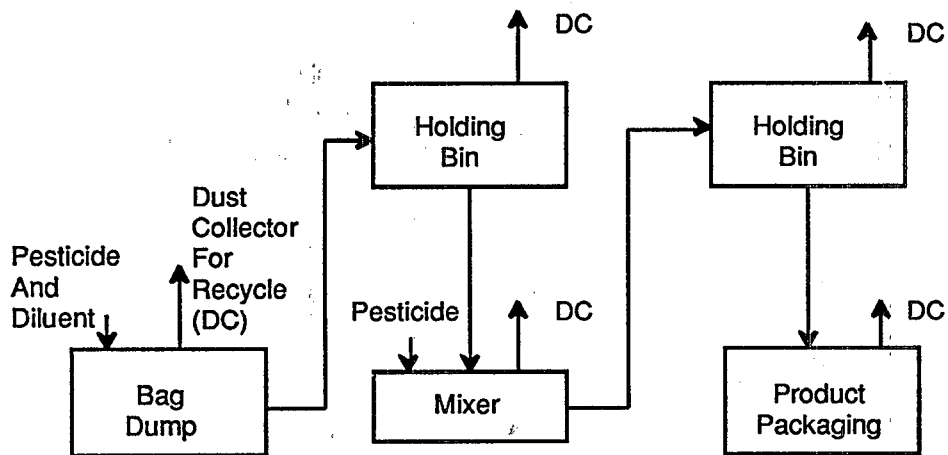 DC
DC
Holding
Bin
Holding
Bin
Dust
Collector
For
Recycle
(DC)
Pesticide
And
Diluent
Pesticide
DC
DC
Bag
Dump
Mixer
Product
Packaging